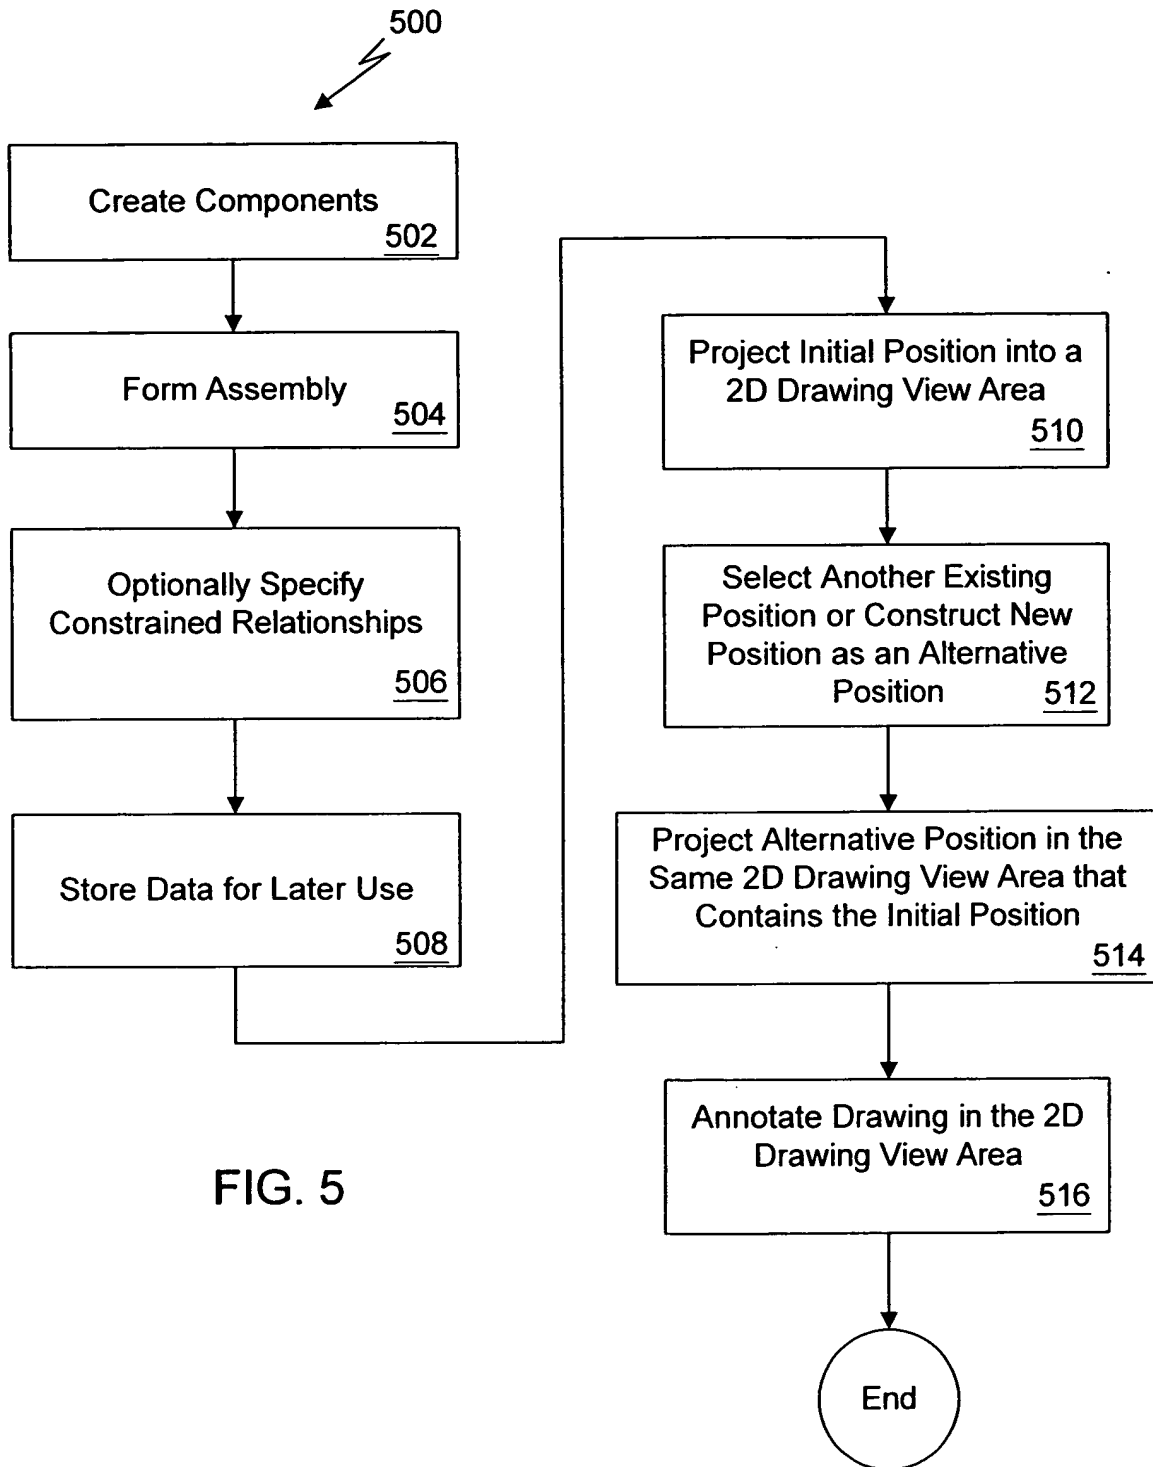 500
Create Components
502
Form Assembly
504
Optionally Specify
Constrained Relationships
506
Store Data for Later Use
508
Project Initial Position into a
2D Drawing View Area
510
Select Another Existing
Position or Construct New
Position as an Alternative
Position
512
Project Alternative Position in the
Same 2D Drawing View Area that
Contains the Initial Position
514
Annotate Drawing in the 2D
Drawing View Area
516
End
FIG. 5